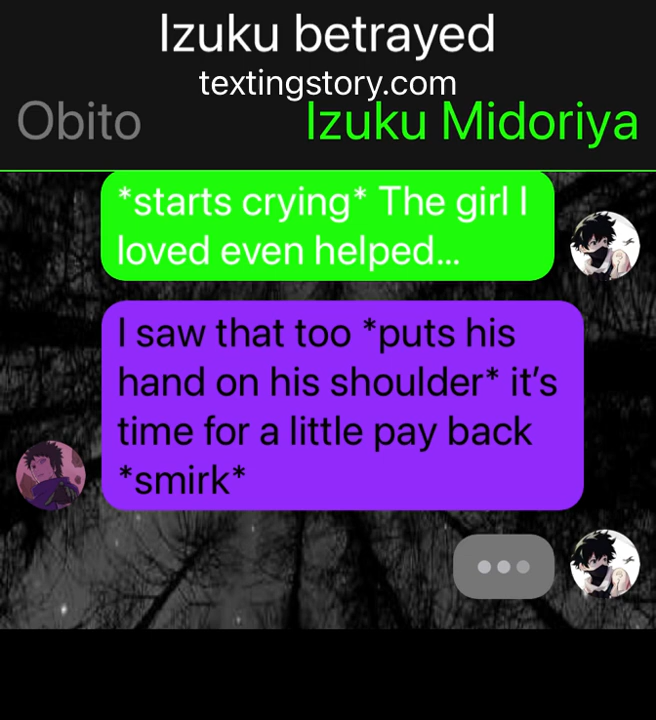 Izuku betrayed
textingstory.com
Obito Izuku Midoriya
*starts crying* The girl I
loved even helped...
I saw that too *puts his
hand on his shoulder* it’s
time for a little pay back
*smirk*